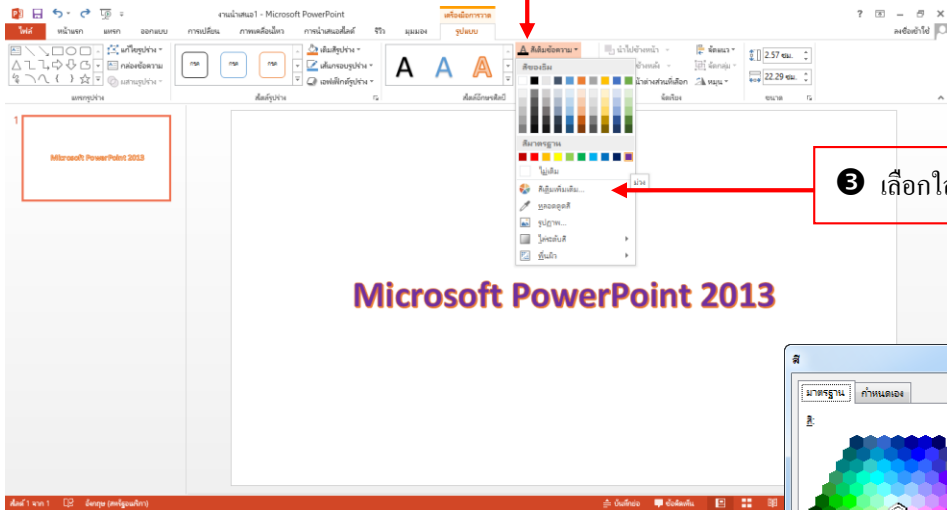 งานนำเสนอ1 - Microsoft PowerPoint
เครื่องมือการวาด
ไฟล์ หน้าแรก แทรก ออกแบบ การเปลี่ยน ภาพเคลื่อนไหว การนำเสนอสไลด์ รีวิว มุมมอง รูปแบบ
ลงชื่อเข้าใช้
แก้ไขรูปร่าง
กล่องข้อความ
ผสานรูปร่าง
แทรกรูปร่าง
เติมสีรูปร่าง
เส้นกรอบรูปร่าง
เอฟเฟ็กต์รูปร่าง
สไตล์รูปร่าง
A A A
สไตล์อักษรศิลป์
A สีเติมข้อความ
นำไปข้างหน้า
จัดแนว
จัดกลุ่ม
หมุน
จัดเรียง
2.57 ซม.
22.29 ซม.
ขนาด
สีของธีม
สีมาตรฐาน
ไม่เติม
สีเติมเพิ่มเติม...
หลอดดูดสี
รูปภาพ...
ไล่ระดับสี
พื้นผิว
ม่วง
❸ เลือกใส
1
Microsoft PowerPoint 2013
Microsoft PowerPoint 2013
สี
มาตรฐาน กำหนดเอง
สี:
สไลด์ 1 จาก 1 อังกฤษ (สหรัฐอเมริกา) บันทึกย่อ ข้อคิดเห็น